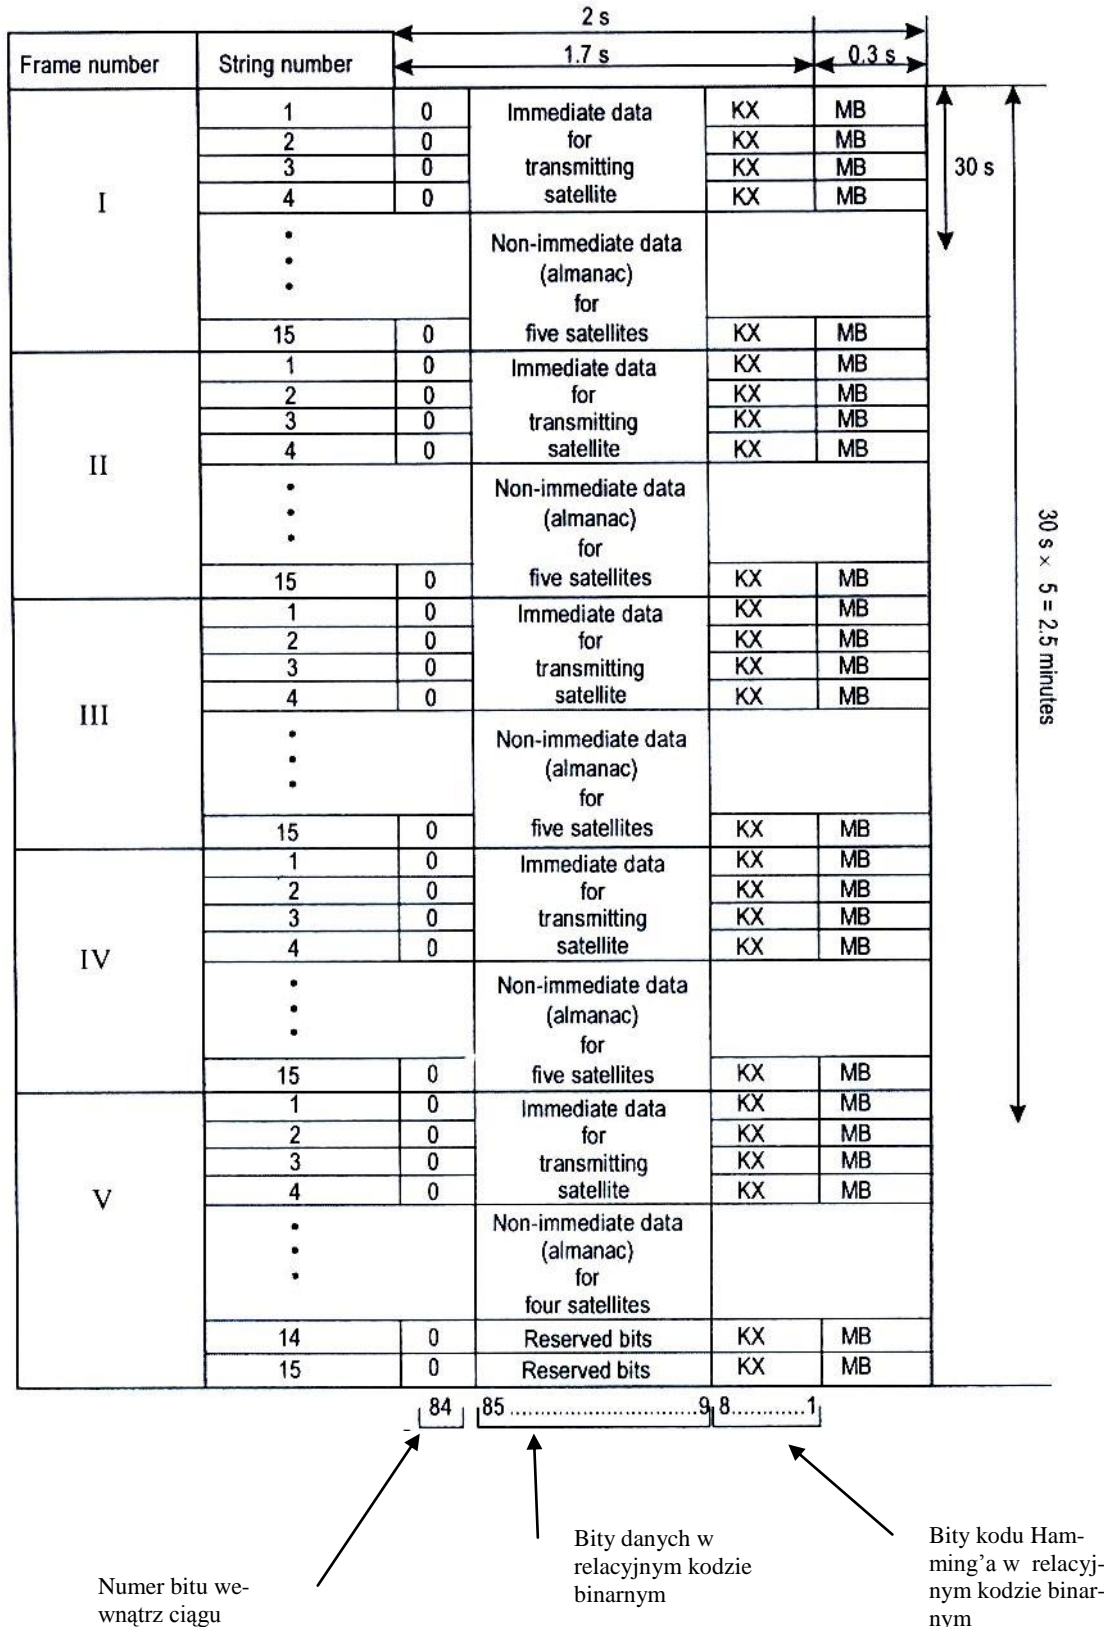 2 s
Frame number String number 1.7 s 0.3 s
I
1 0 Immediate data KX MB
2 0 for KX MB
3 0 transmitting KX MB
4 0 satellite KX MB
30 s
Non-immediate data
(almanac)
for
15 0 five satellites KX MB
II
1 0 Immediate data KX MB
2 0 for KX MB
3 0 transmitting KX MB
4 0 satellite KX MB
Non-immediate data
(almanac)
for
15 0 five satellites KX MB
30 s × 5 = 2.5 minutes
III
1 0 Immediate data KX MB
2 0 for KX MB
3 0 transmitting KX MB
4 0 satellite KX MB
Non-immediate data
(almanac)
for
15 0 five satellites KX MB
IV
1 0 Immediate data KX MB
2 0 for KX MB
3 0 transmitting KX MB
4 0 satellite KX MB
Non-immediate data
(almanac)
for
15 0 five satellites KX MB
V
1 0 Immediate data KX MB
2 0 for KX MB
3 0 transmitting KX MB
4 0 satellite KX MB
Non-immediate data
(almanac)
for
four satellites
14 0 Reserved bits KX MB
15 0 Reserved bits KX MB
84 85 ................................ 9 8............1
Numer bitu we-
wnątrz ciągu
Bity danych w
relacyjnym kodzie
binarnym
Bity kodu Ham-
ming’a w relacyj-
nym kodzie binar-
nym